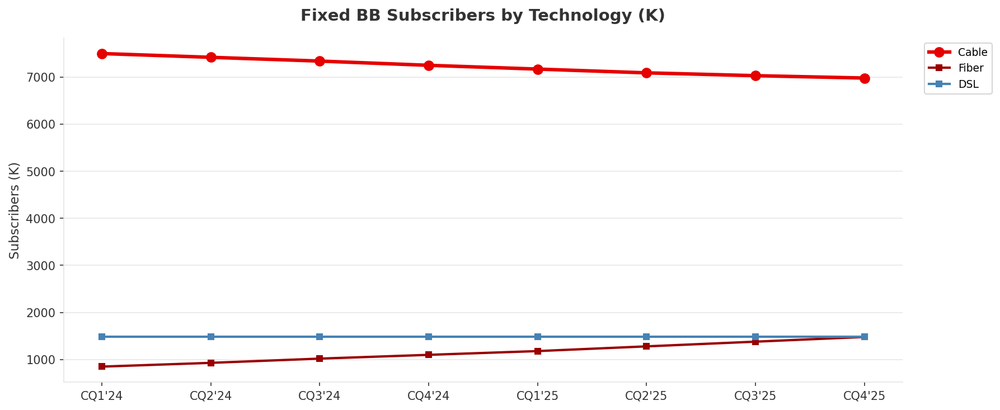 Fixed BB Subscribers by Technology (K)
Cable
Fiber
DSL
Subscribers (K)
7000
6000
5000
4000
3000
2000
1000
CQ1'24 CQ2'24 CQ3'24 CQ4'24 CQ1'25 CQ2'25 CQ3'25 CQ4'25